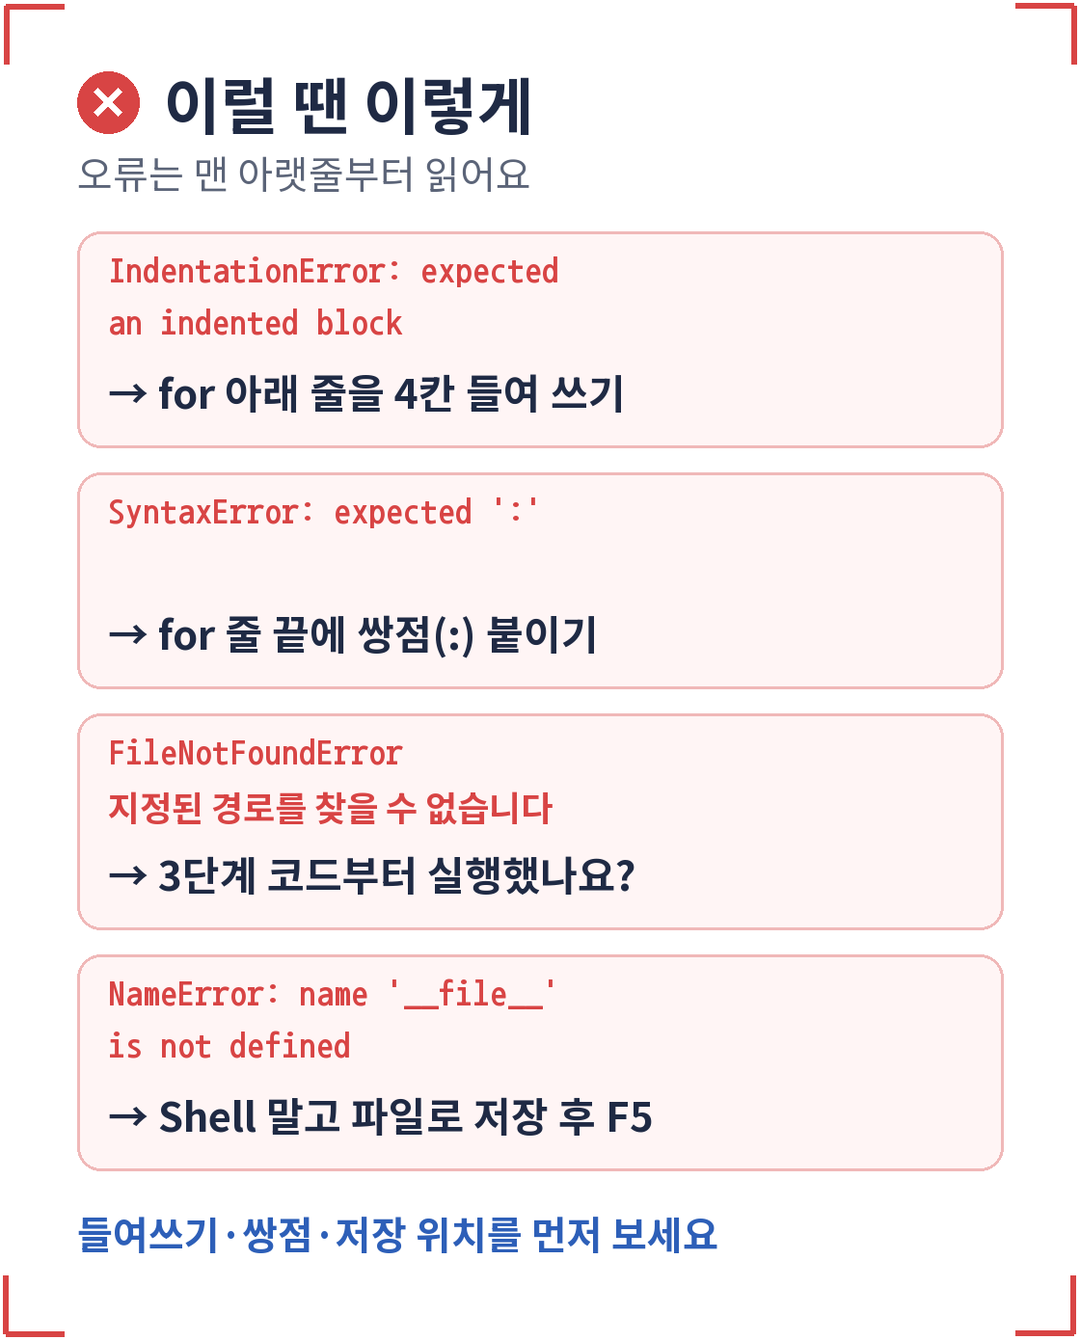 이럴 땐 이렇게
오류는 맨 아랫줄부터 읽어요
IndentationError: expected
an indented block
→ for 아래 줄을 4칸 들여 쓰기
SyntaxError: expected ':'
→ for 줄 끝에 쌍점(:) 붙이기
FileNotFoundError
지정된 경로를 찾을 수 없습니다
→ 3단계 코드부터 실행했나요?
NameError: name '__file__'
is not defined
→ Shell 말고 파일로 저장 후 F5
들여쓰기·쌍점·저장 위치를 먼저 보세요